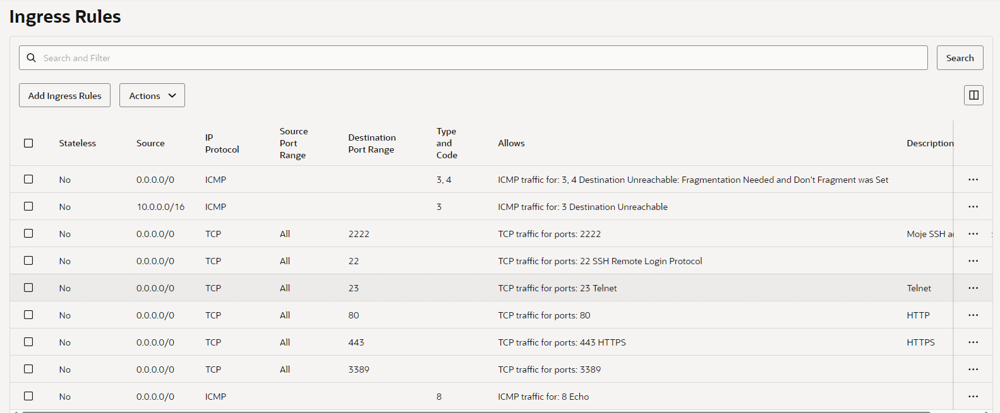 Ingress Rules
Search and Filter
Search
Add Ingress Rules
Actions
Stateless Source IP Protocol Source Port Range Destination Port Range Type and Code Allows Description
No 0.0.0.0/0 ICMP 3, 4 ICMP traffic for: 3, 4 Destination Unreachable: Fragmentation Needed and Don't Fragment was Set
No 10.0.0.0/16 ICMP 3 ICMP traffic for: 3 Destination Unreachable
No 0.0.0.0/0 TCP All 2222 TCP traffic for ports: 2222 Moje SSH
No 0.0.0.0/0 TCP All 22 TCP traffic for ports: 22 SSH Remote Login Protocol
No 0.0.0.0/0 TCP All 23 TCP traffic for ports: 23 Telnet Telnet
No 0.0.0.0/0 TCP All 80 TCP traffic for ports: 80 HTTP
No 0.0.0.0/0 TCP All 443 TCP traffic for ports: 443 HTTPS HTTPS
No 0.0.0.0/0 TCP All 3389 TCP traffic for ports: 3389
No 0.0.0.0/0 ICMP 8 ICMP traffic for: 8 Echo